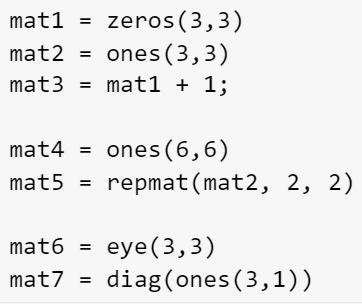 mat1 = zeros(3,3)
mat2 = ones(3,3)
mat3 = mat1 + 1;
mat4 = ones(6,6)
mat5 = repmat(mat2, 2, 2)
mat6 = eye(3,3)
mat7 = diag(ones(3,1))